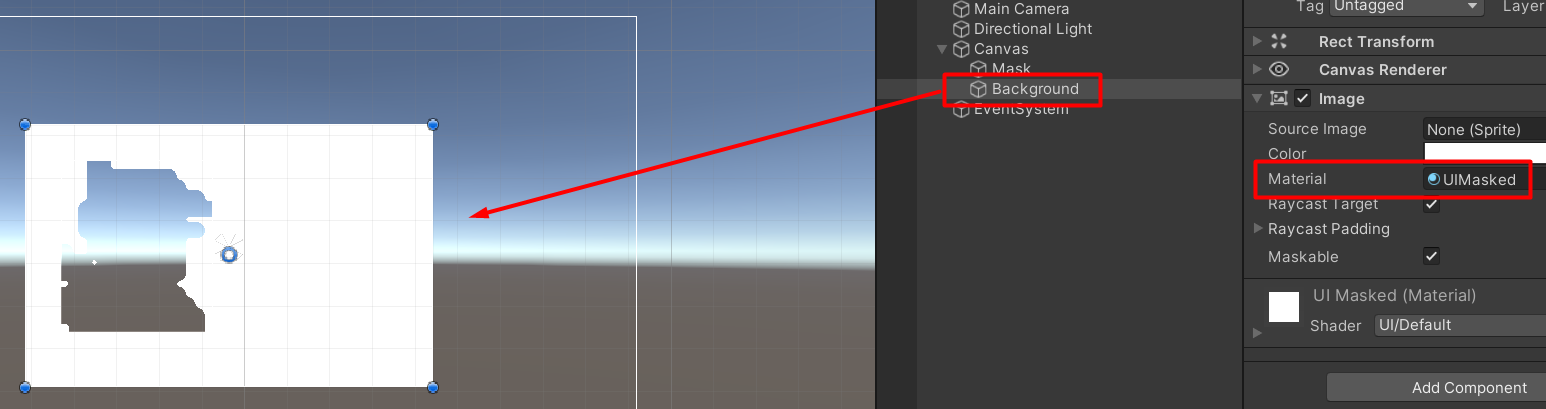 Main Camera
Directional Light
Canvas
Mask
Background
EventSystem
Tag Untagged Layer
Rect Transform
Canvas Renderer
Image
Source Image None (Sprite)
Color
Material UIMasked
Raycast Target
Raycast Padding
Maskable
UI Masked (Material)
Shader UI/Default
Add Component